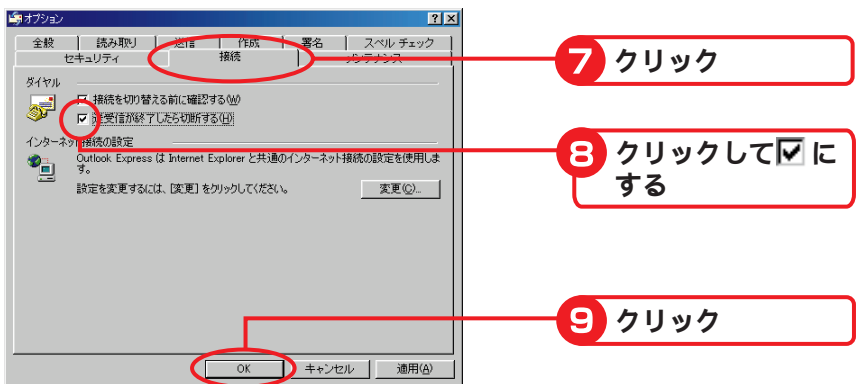 オプション
全般 読み取り 送信 作成 署名 スペル チェック
セキュリティ 接続 メンテナンス
7 クリック
ダイヤル
接続を切り替える前に確認する(W)
送受信が終了したら切断する(H)
インターネット接続の設定
Outlook Express は Internet Explorer と共通のインターネット接続の設定を使用しま
す。
設定を変更するには、[変更] をクリックしてください。
変更(C)...
8 クリックして☑に
する
9 クリック
OK キャンセル 適用(A)